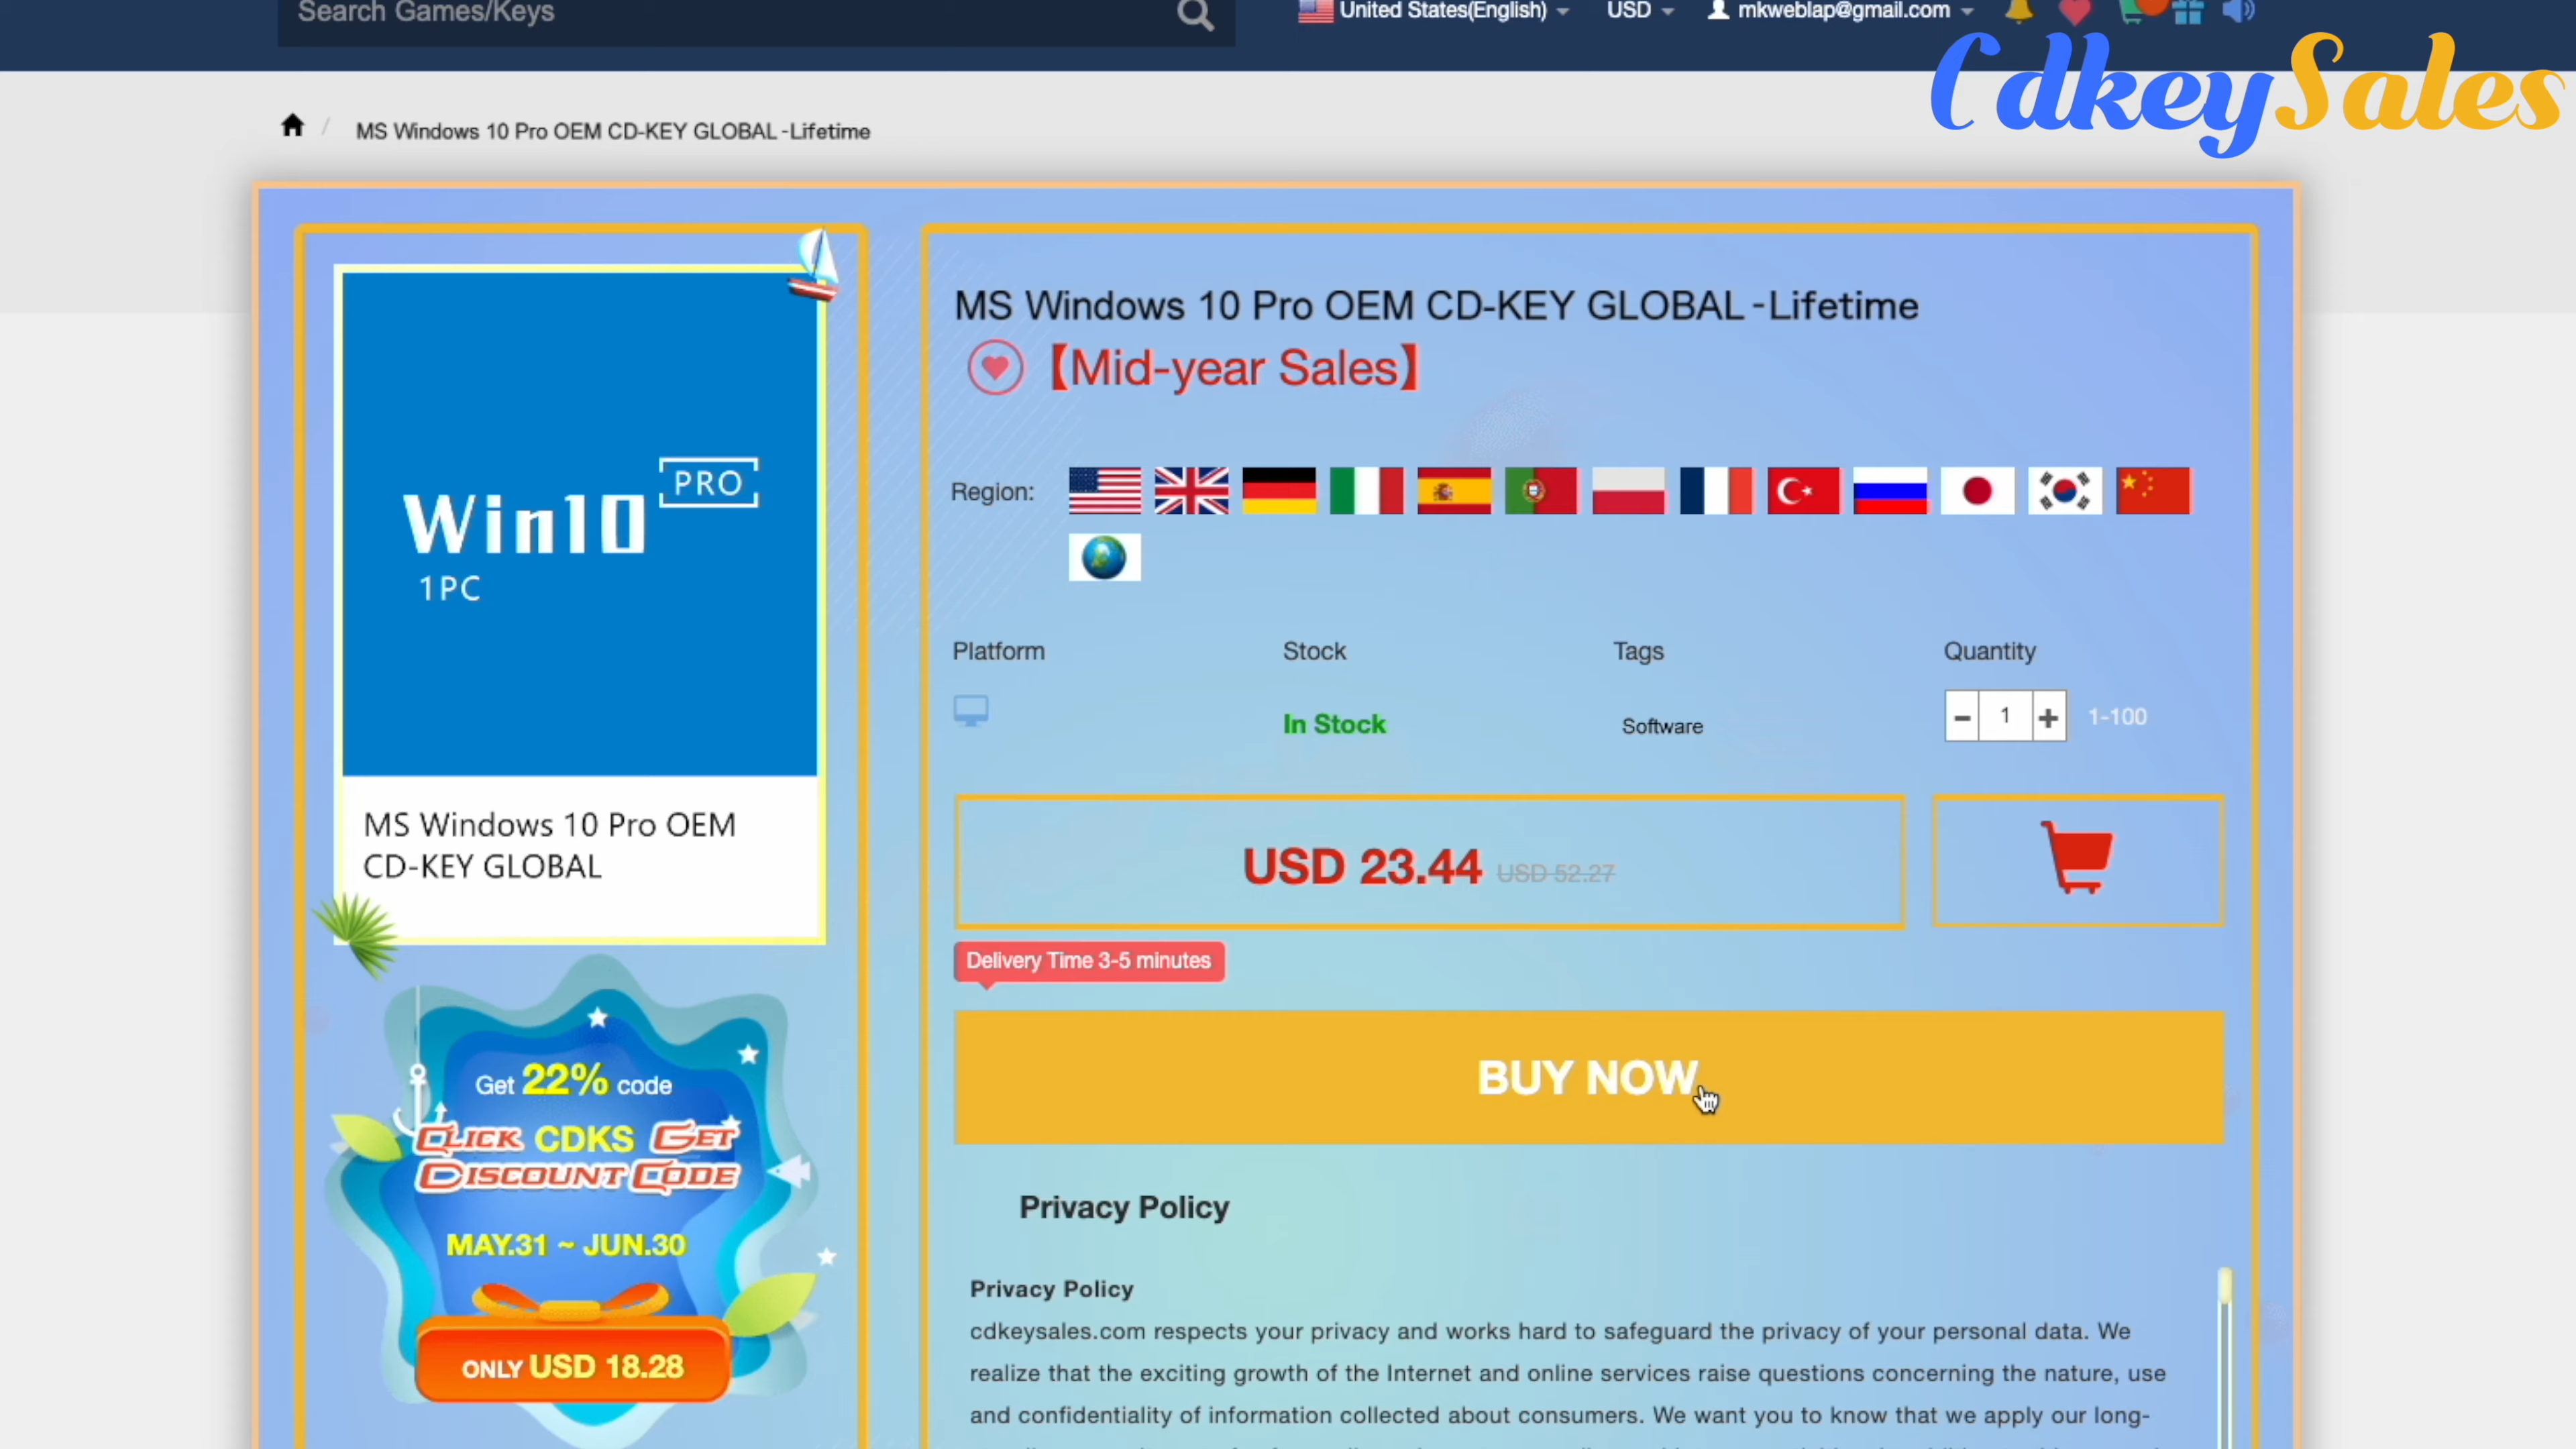 Search Games/Keys
United States(English)
USD
mkweblap@gmail.com
CdkeySales
MS Windows 10 Pro OEM CD-KEY GLOBAL -Lifetime
MS Windows 10 Pro OEM CD-KEY GLOBAL -Lifetime
【Mid-year Sales】
Win10 PRO
1PC
Region:
Platform
Stock
Tags
Quantity
In Stock
Software
− 1 + 1-100
MS Windows 10 Pro OEM
CD-KEY GLOBAL
USD 23.44 USD 52.27
Delivery Time 3-5 minutes
BUY NOW
Get 22% code
CLICK CDKS GET
DISCOUNT CODE
MAY.31 ~ JUN.30
ONLY USD 18.28
Privacy Policy
Privacy Policy
cdkeysales.com respects your privacy and works hard to safeguard the privacy of your personal data. We
realize that the exciting growth of the Internet and online services raise questions concerning the nature, use
and confidentiality of information collected about consumers. We want you to know that we apply our long-